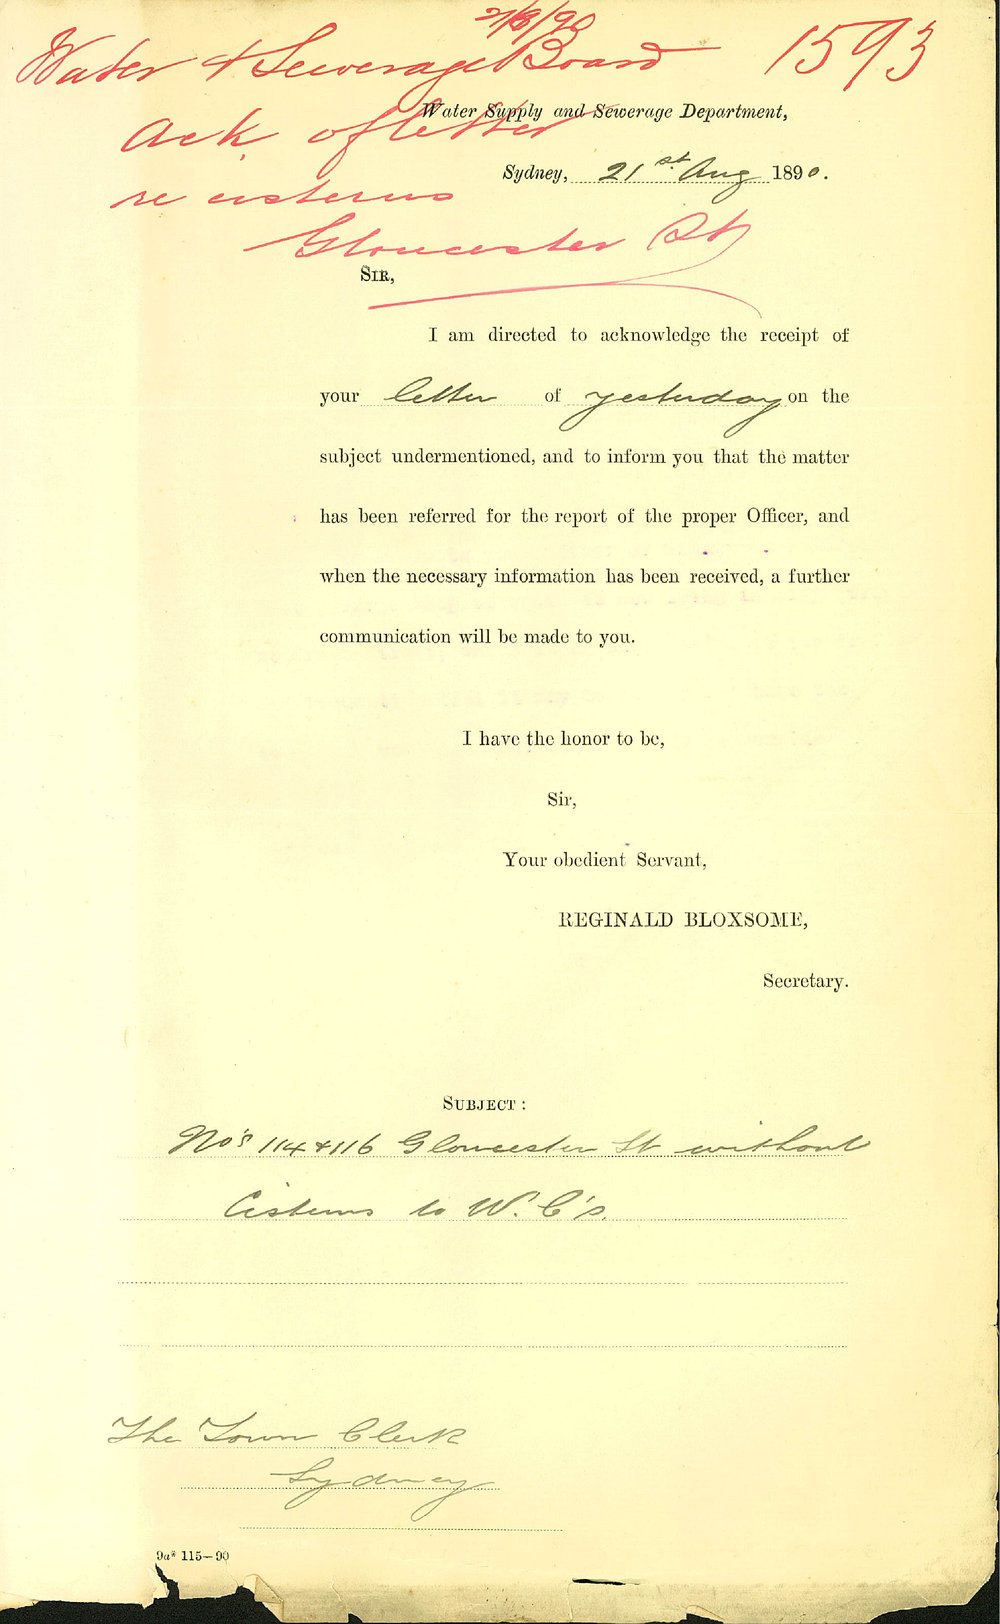 2/8/90
Water & Sewerage Board 1593
Water Supply and Sewerage Department,
Ack. of letter
Sydney, 21st. Aug 1890.
re cisterns
Gloucester St
SIR,
I am directed to acknowledge the receipt of
your letter of yesterday on the
subject undermentioned, and to inform you that the matter
has been referred for the report of the proper Officer, and
when the necessary information has been received, a further
communication will be made to you.
I have the honor to be,
Sir,
Your obedient Servant,
REGINALD BLOXSOME,
Secretary.
SUBJECT :
No's 114 & 116 Gloucester St without
Cisterns to W.C's.
The Town Clerk
Sydney
9a* 115—90